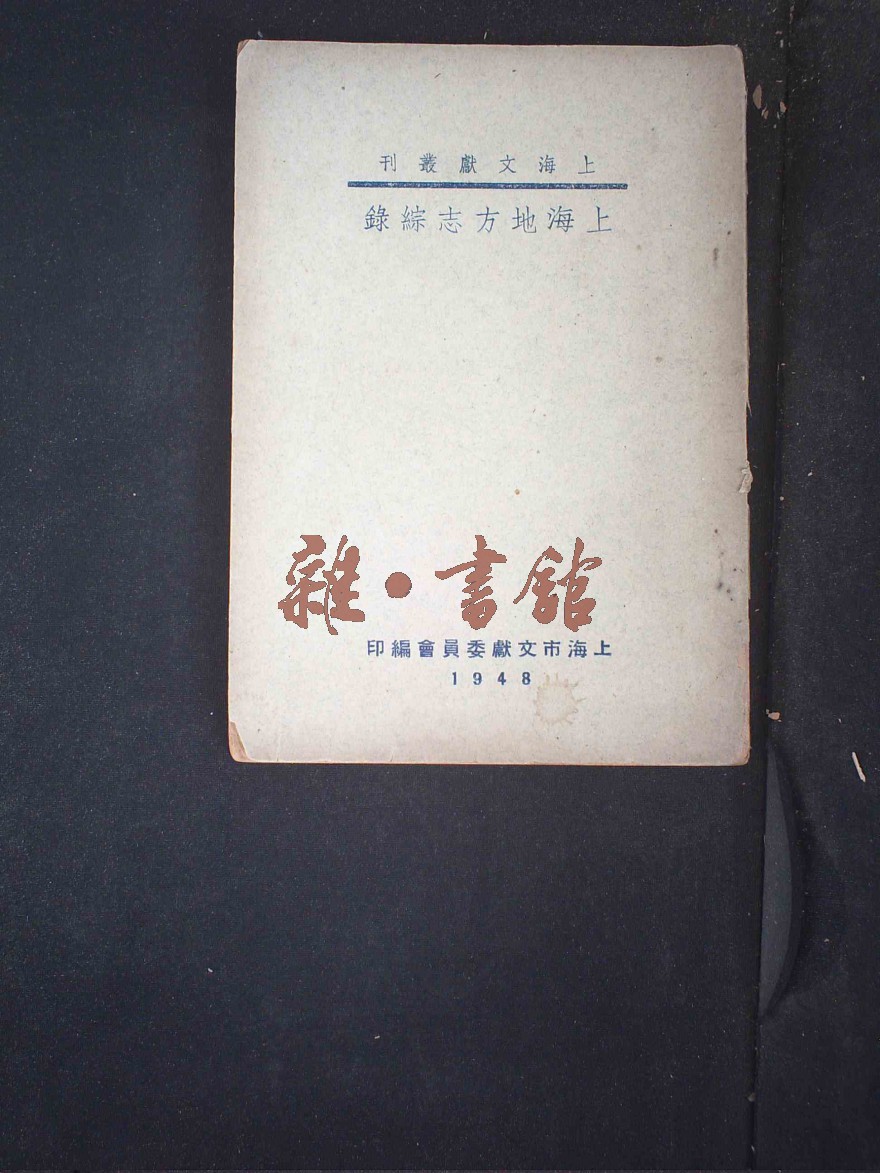 上海文獻叢刊
上海地方志綜錄
雜·書館
上海市文獻委員會編印
1948